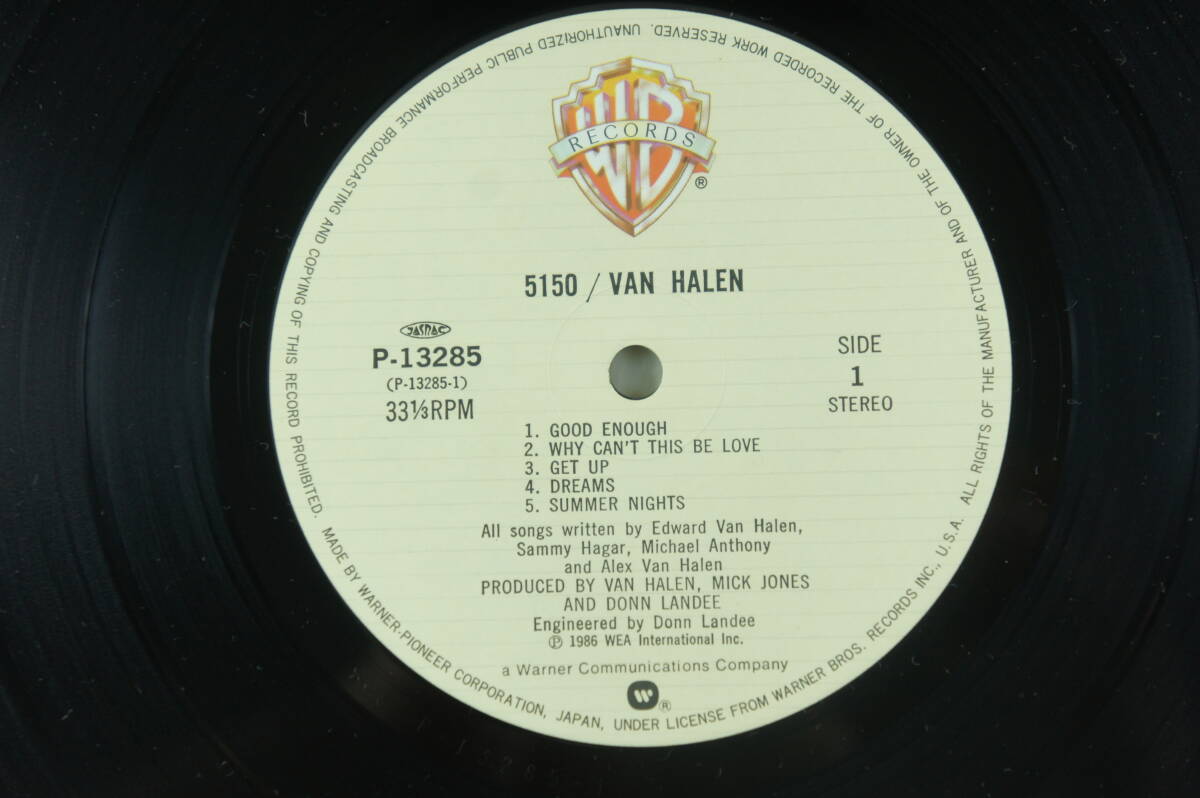 WB
RECORDS
®
5150 / VAN HALEN
JASRAC
P-13285
(P-13285-1)
33⅓RPM
SIDE
1
STEREO
1. GOOD ENOUGH
2. WHY CAN'T THIS BE LOVE
3. GET UP
4. DREAMS
5. SUMMER NIGHTS
All songs written by Edward Van Halen,
Sammy Hagar, Michael Anthony
and Alex Van Halen
PRODUCED BY VAN HALEN, MICK JONES
AND DONN LANDEE
Engineered by Donn Landee
℗ 1986 WEA International Inc.
a Warner Communications Company
®
MADE BY WARNER-PIONEER CORPORATION, JAPAN, UNDER LICENSE FROM WARNER BROS. RECORDS INC., U.S.A. ALL RIGHTS OF THE MANUFACTURER AND OF THE OWNER OF THE RECORDED WORK RESERVED. UNAUTHORIZED PUBLIC PERFORMANCE BROADCASTING AND COPYING OF THIS RECORD PROHIBITED.